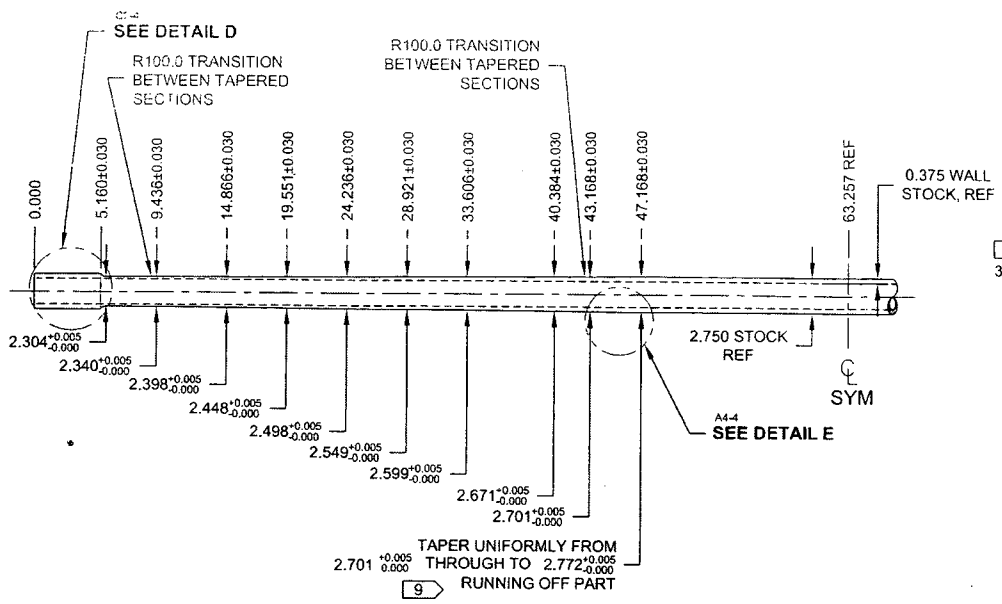 SEE DETAIL D
R100.0 TRANSITION
BETWEEN TAPERED
SECTIONS
R100.0 TRANSITION
BETWEEN TAPERED
SECTIONS
0.000
5.160±0.030
9.436±0.030
14.866±0.030
19.551±0.030
24.236±0.030
28.921±0.030
33.606±0.030
40.384±0.030
43.168±0.030
47.168±0.030
63.257 REF
0.375 WALL
STOCK, REF
3
2.304 +0.005 -0.000
2.340 +0.005 -0.000
2.398 +0.005 -0.000
2.448 +0.005 -0.000
2.498 +0.005 -0.000
2.549 +0.005 -0.000
2.599 +0.005 -0.000
2.671 +0.005 -0.000
2.701 +0.005 -0.000
2.750 STOCK
REF
CL
SYM
A4-4
SEE DETAIL E
TAPER UNIFORMLY FROM
2.701 +0.005 0.000 THROUGH TO 2.772 +0.005 -0.000
9 RUNNING OFF PART